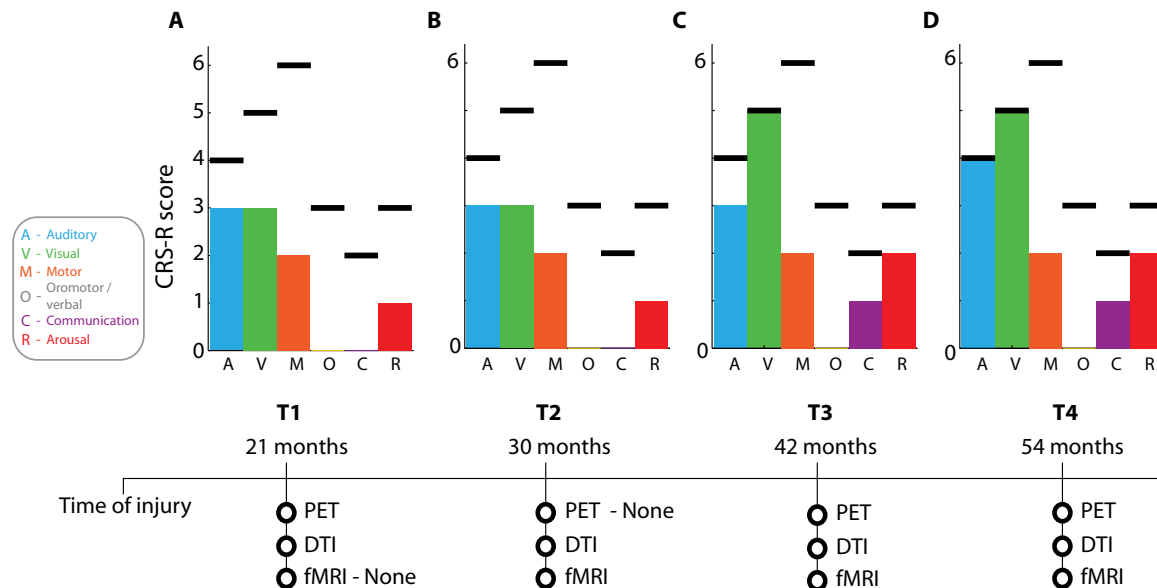 A
B
C
D
CRS-R score
6
5
4
3
2
1
0
A V M O C R
6
0
A V M O C R
6
0
A V M O C R
6
0
A V M O C R
A - Auditory
V - Visual
M - Motor
O - Oromotor /
verbal
C - Communication
R - Arousal
T1
T2
T3
T4
21 months
30 months
42 months
54 months
Time of injury
PET
PET - None
PET
PET
DTI
DTI
DTI
DTI
fMRI - None
fMRI
fMRI
fMRI